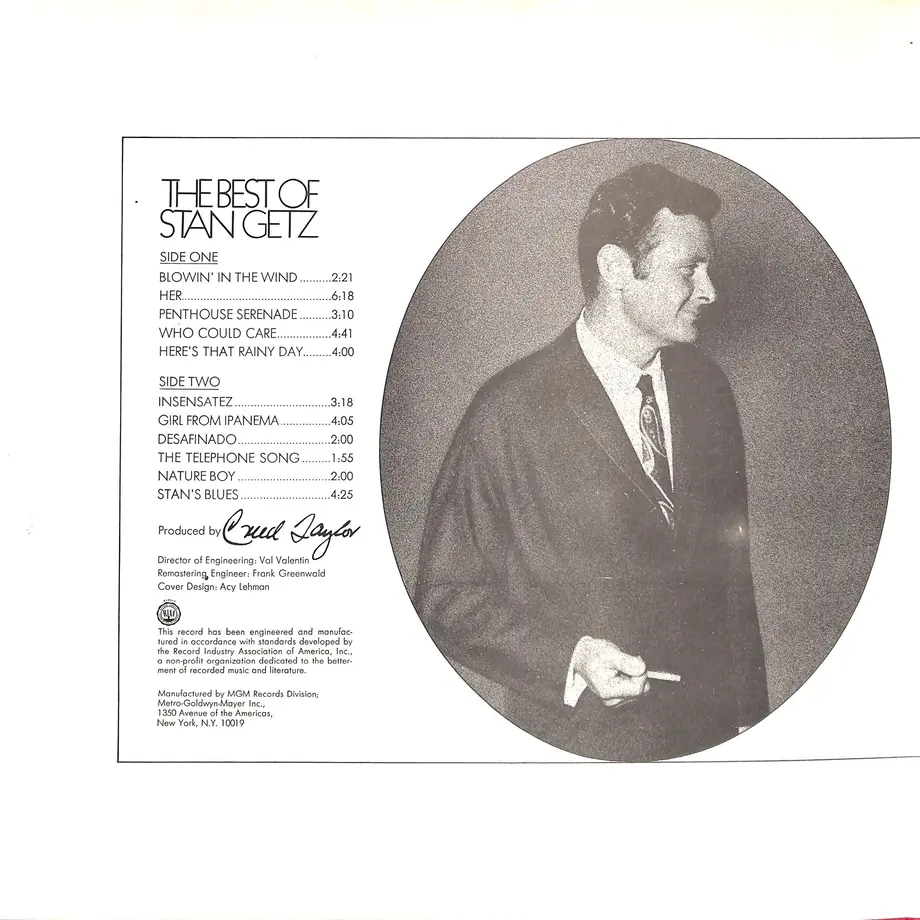 THE BEST OF
STAN GETZ
SIDE ONE
BLOWIN' IN THE WIND ..........2:21
HER...............................................6:18
PENTHOUSE SERENADE ..........3:10
WHO COULD CARE.................4:41
HERE'S THAT RAINY DAY.........4:00
SIDE TWO
INSENSATEZ ..............................3:18
GIRL FROM IPANEMA................4:05
DESAFINADO.............................2:00
THE TELEPHONE SONG .........1:55
NATURE BOY .............................2:00
STAN'S BLUES ............................4:25
Produced by Creed Taylor
Director of Engineering: Val Valentin
Remastering Engineer: Frank Greenwald
Cover Design: Acy Lehman
This record has been engineered and manufac-
tured in accordance with standards developed by
the Record Industry Association of America, Inc.,
a non-profit organization dedicated to the better-
ment of recorded music and literature.
Manufactured by MGM Records Division;
Metro-Goldwyn-Mayer Inc.,
1350 Avenue of the Americas,
New York, N.Y. 10019